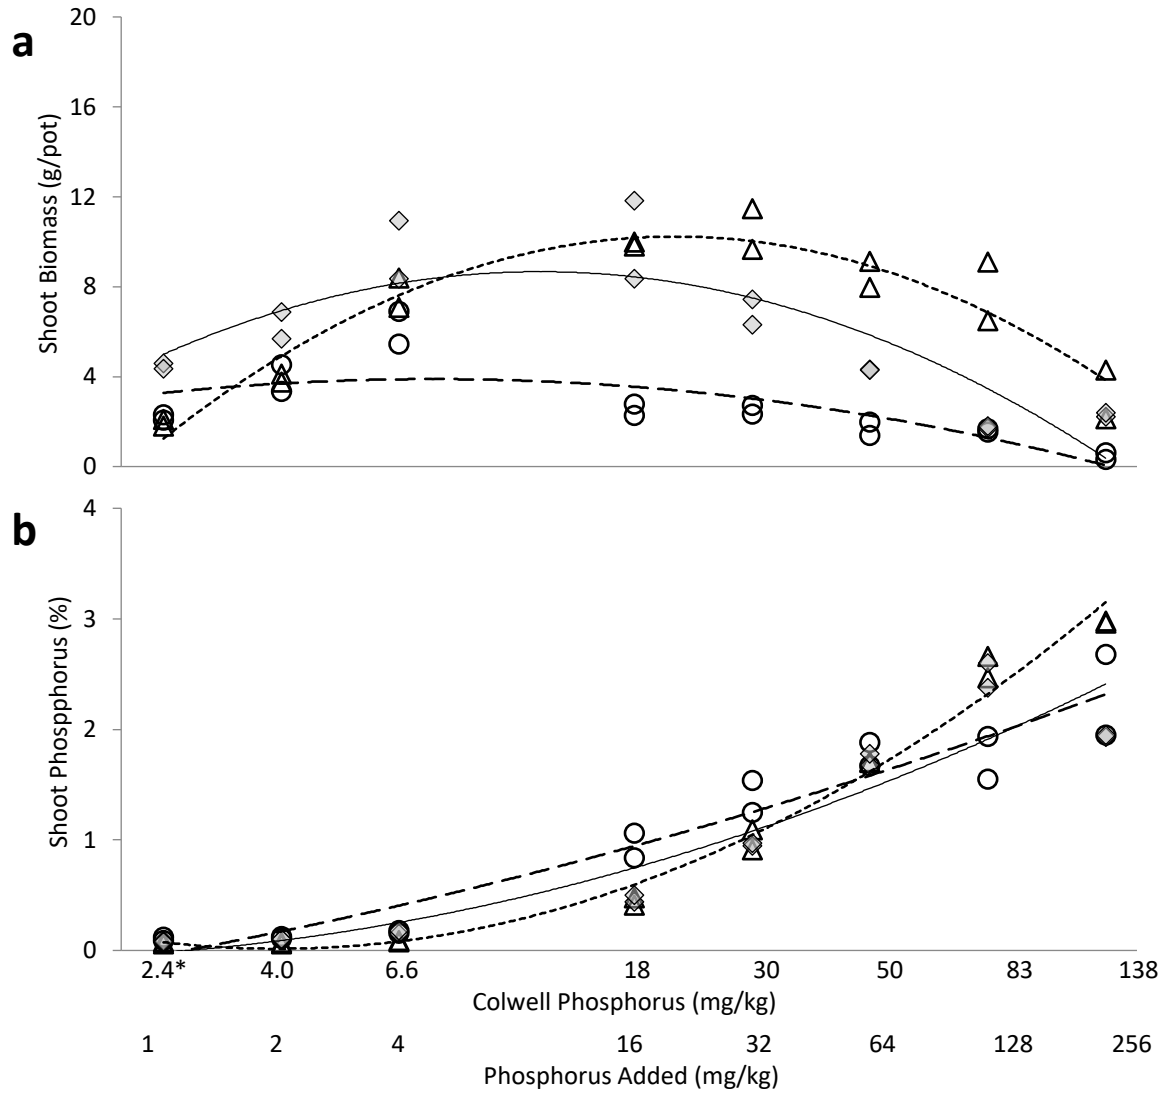 a
20
16
12
8
4
0
Shoot Biomass (g/pot)
b
4
3
2
1
0
Shoot Phospphorus (%)
2.4* 4.0 6.6 18 30 50 83 138
Colwell Phosphorus (mg/kg)
1 2 4 16 32 64 128 256
Phosphorus Added (mg/kg)